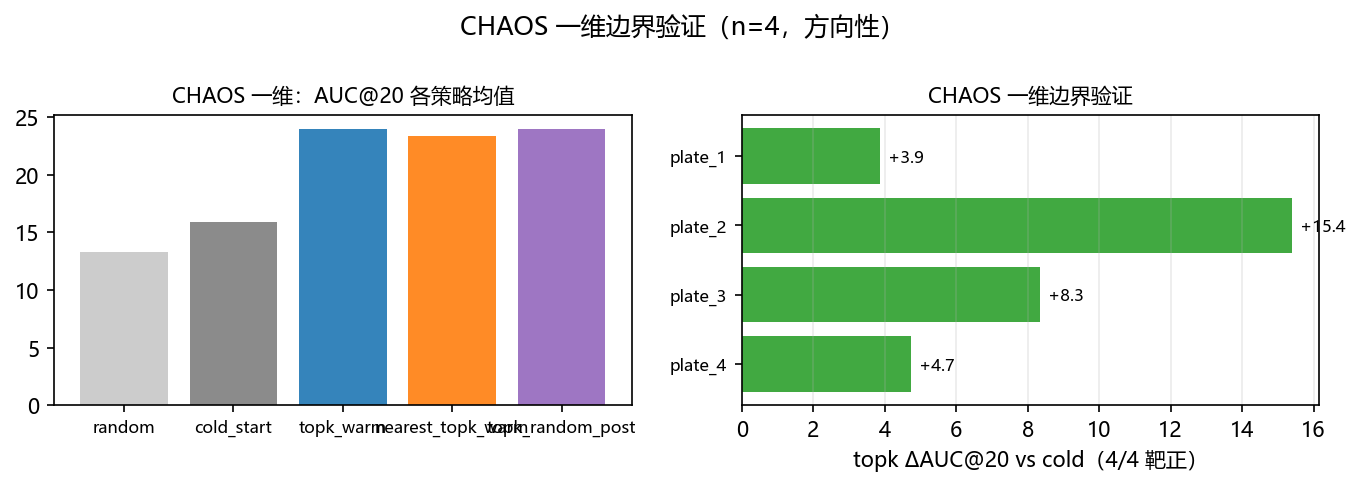 CHAOS 一维边界验证（n=4，方向性）
CHAOS 一维：AUC@20 各策略均值
25
20
15
10
5
0
random
cold_start
topk_warm
nearest_topk_warm
topk_random_post
CHAOS 一维边界验证
plate_1
+3.9
plate_2
+15.4
plate_3
+8.3
plate_4
+4.7
0 2 4 6 8 10 12 14 16
topk ΔAUC@20 vs cold（4/4 靶正）